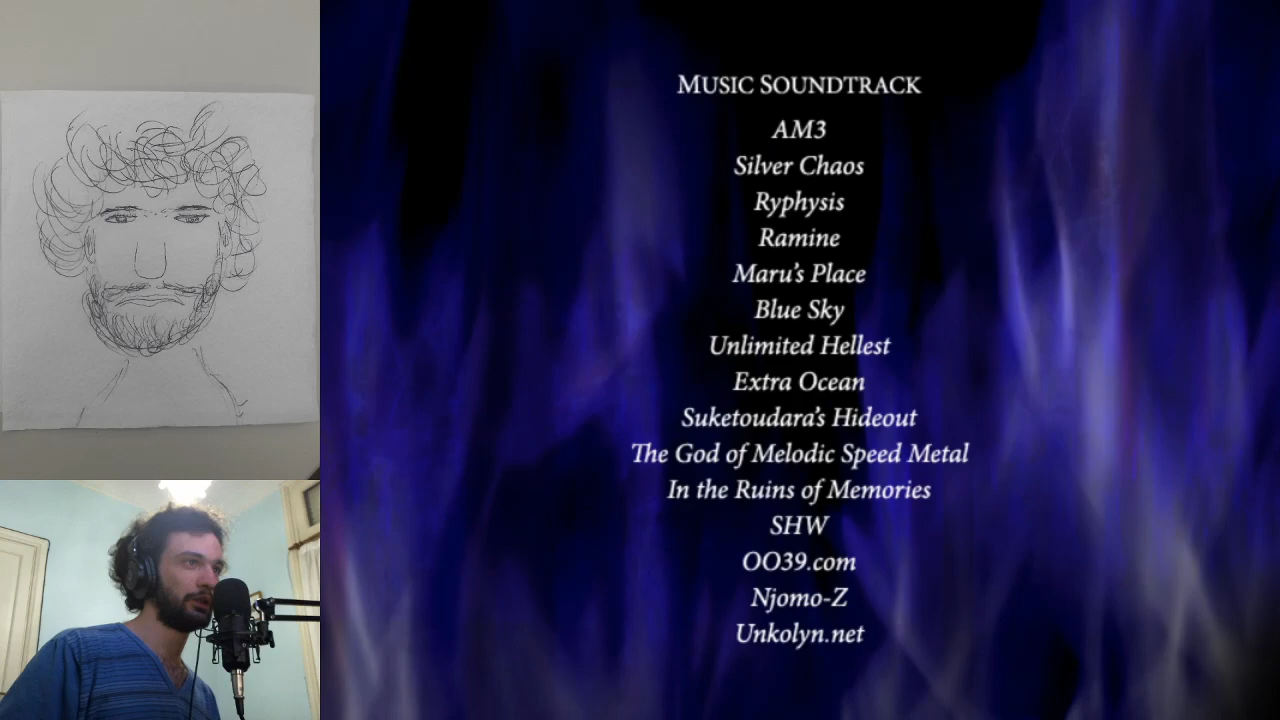 MUSIC SOUNDTRACK
AM3
Silver Chaos
Ryphysis
Ramine
Maru's Place
Blue Sky
Unlimited Hellest
Extra Ocean
Suketoudara's Hideout
The God of Melodic Speed Metal
In the Ruins of Memories
SHW
OO39.com
Njomo-Z
Unkolyn.net